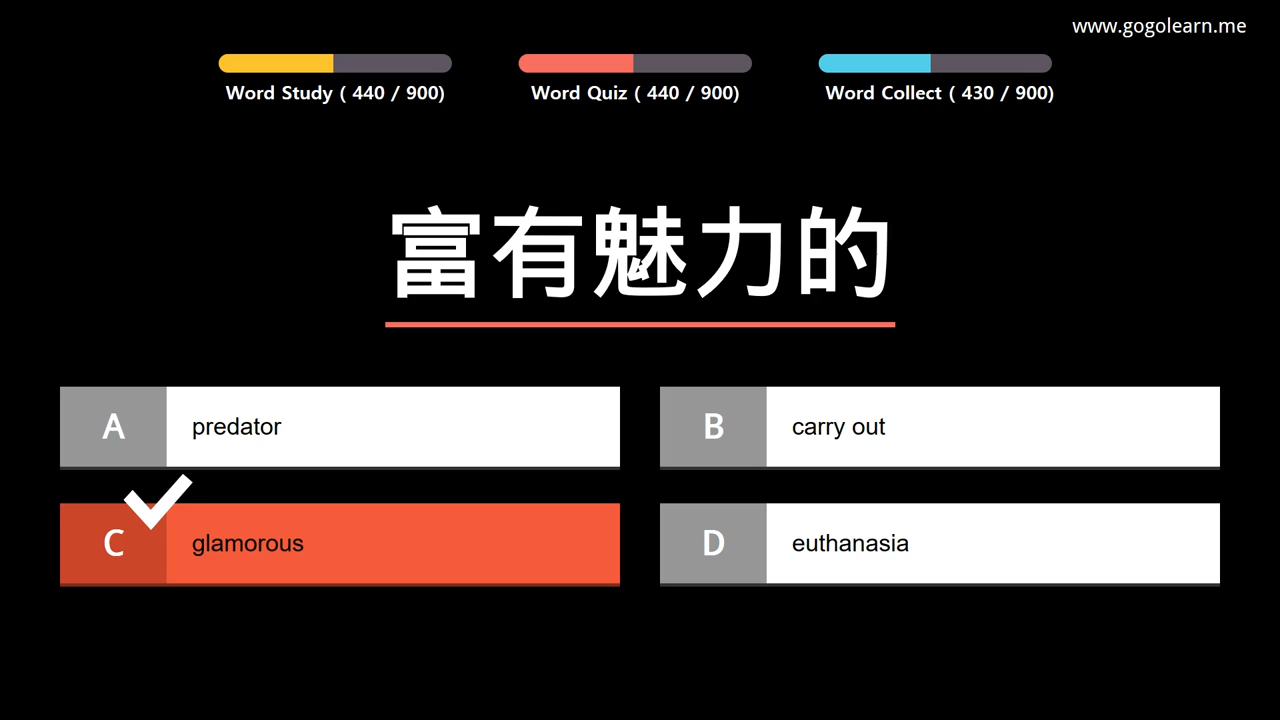 www.gogolearn.me
Word Study ( 440 / 900)
Word Quiz ( 440 / 900)
Word Collect ( 430 / 900)
富有魅力的
A predator
B carry out
C glamorous
D euthanasia